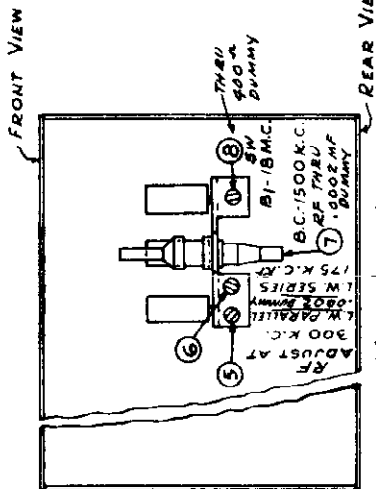 FRONT VIEW
THRU
400 Ω
DUMMY
8
SW
B1-18 M.C.
B.C.-1500 K.C.
RF THRU
.0002 MF
DUMMY
7
6
5
RF
ADJUST AT
300 K.C.
L.W. PARALLEL
.0002 Dummy
L.W. SERIES
175 K.C. RF
REAR VIE